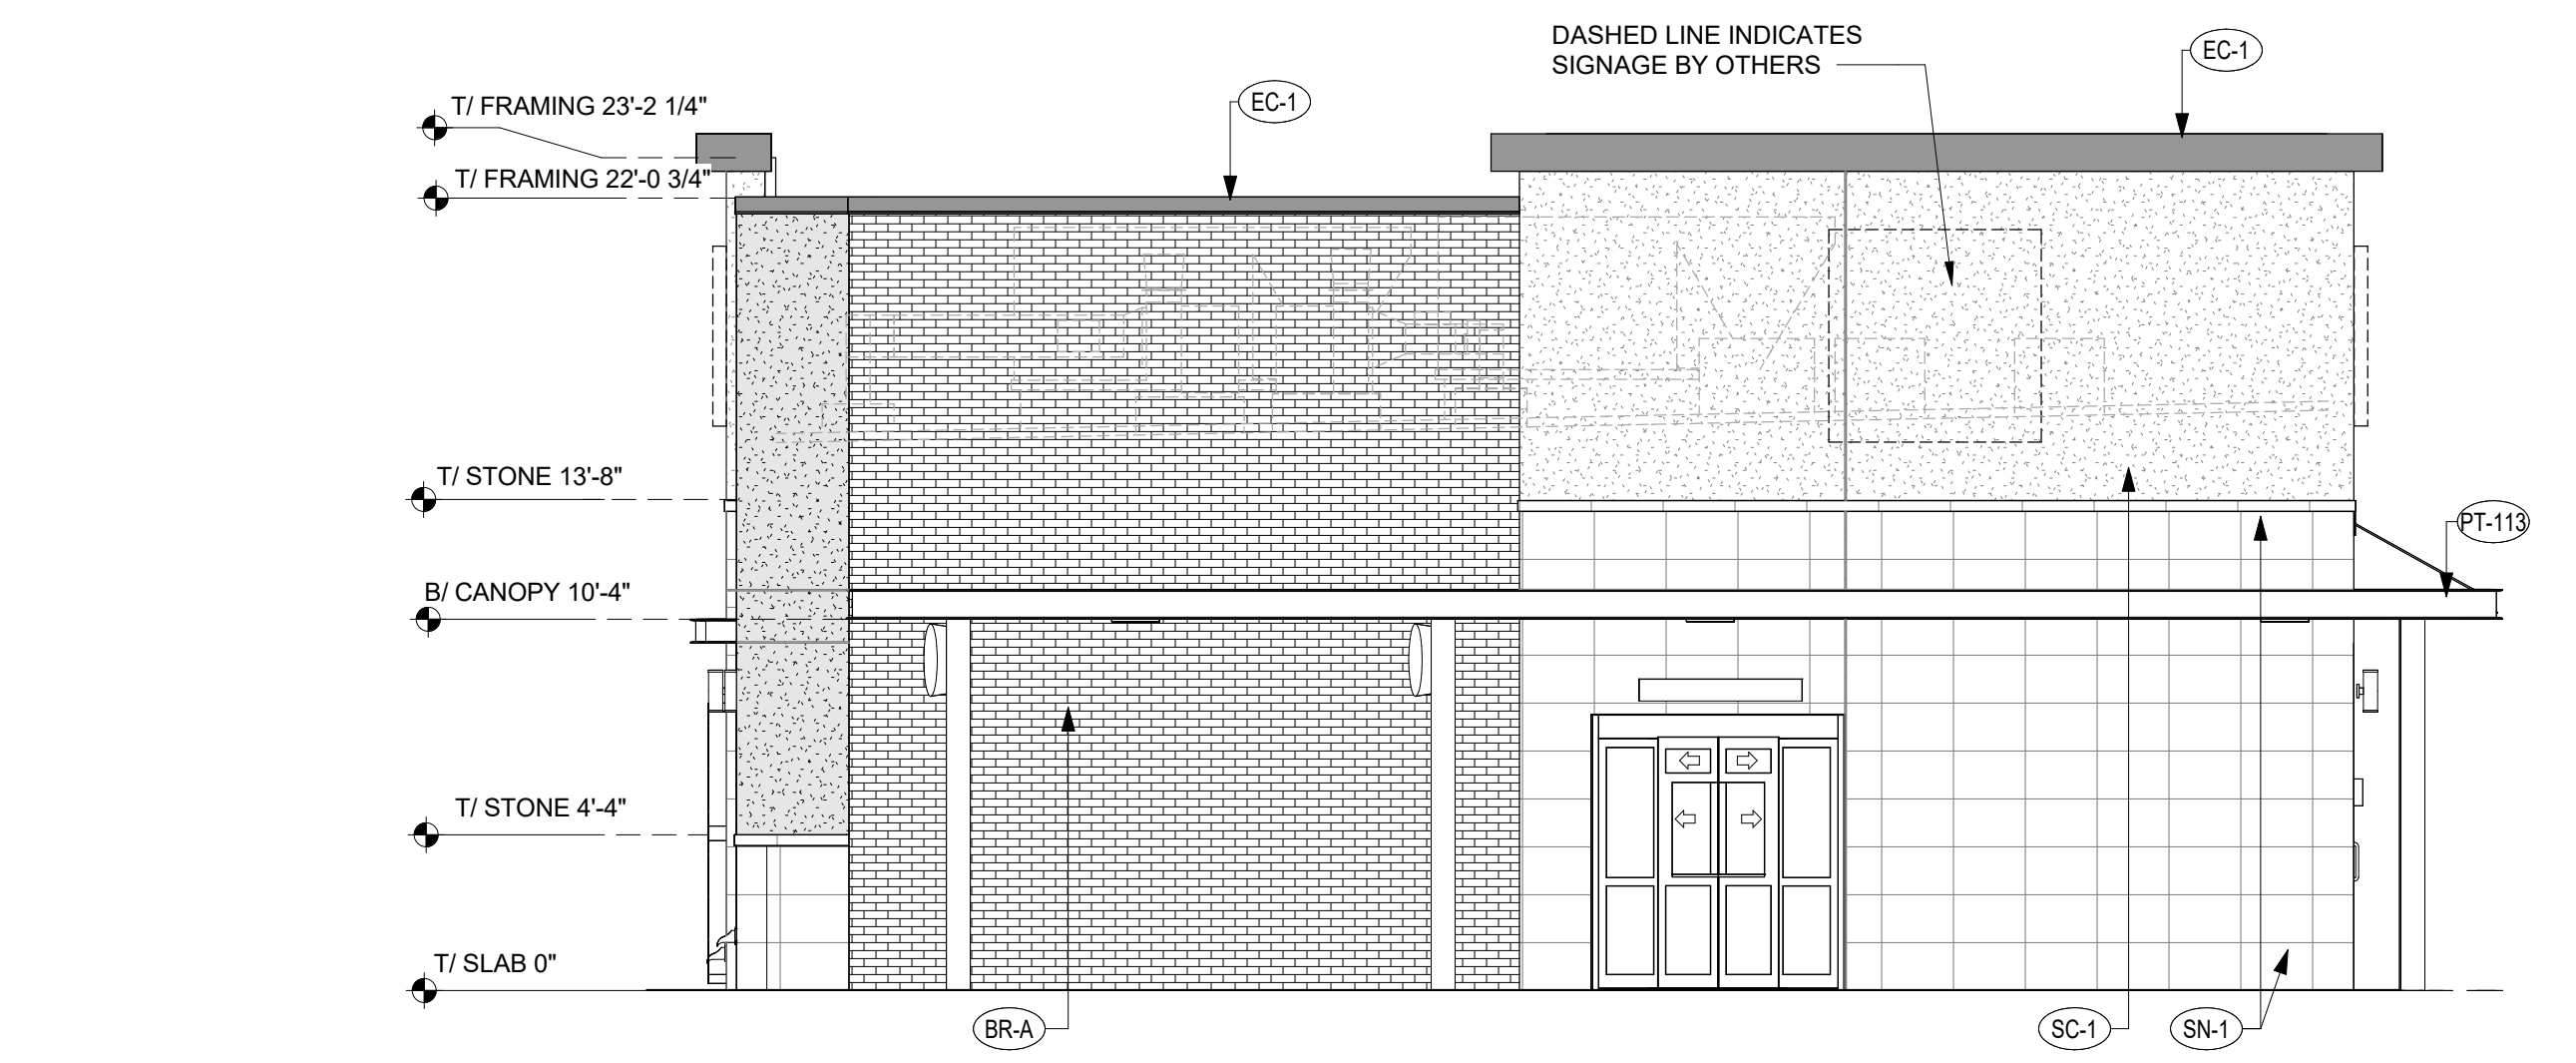 DASHED LINE INDICATES
SIGNAGE BY OTHERS
EC-1
EC-1
T/ FRAMING 23'-2 1/4"
T/ FRAMING 22'-0 3/4"
T/ STONE 13'-8"
PT-113
B/ CANOPY 10'-4"
T/ STONE 4'-4"
T/ SLAB 0"
BR-A
SC-1
SN-1